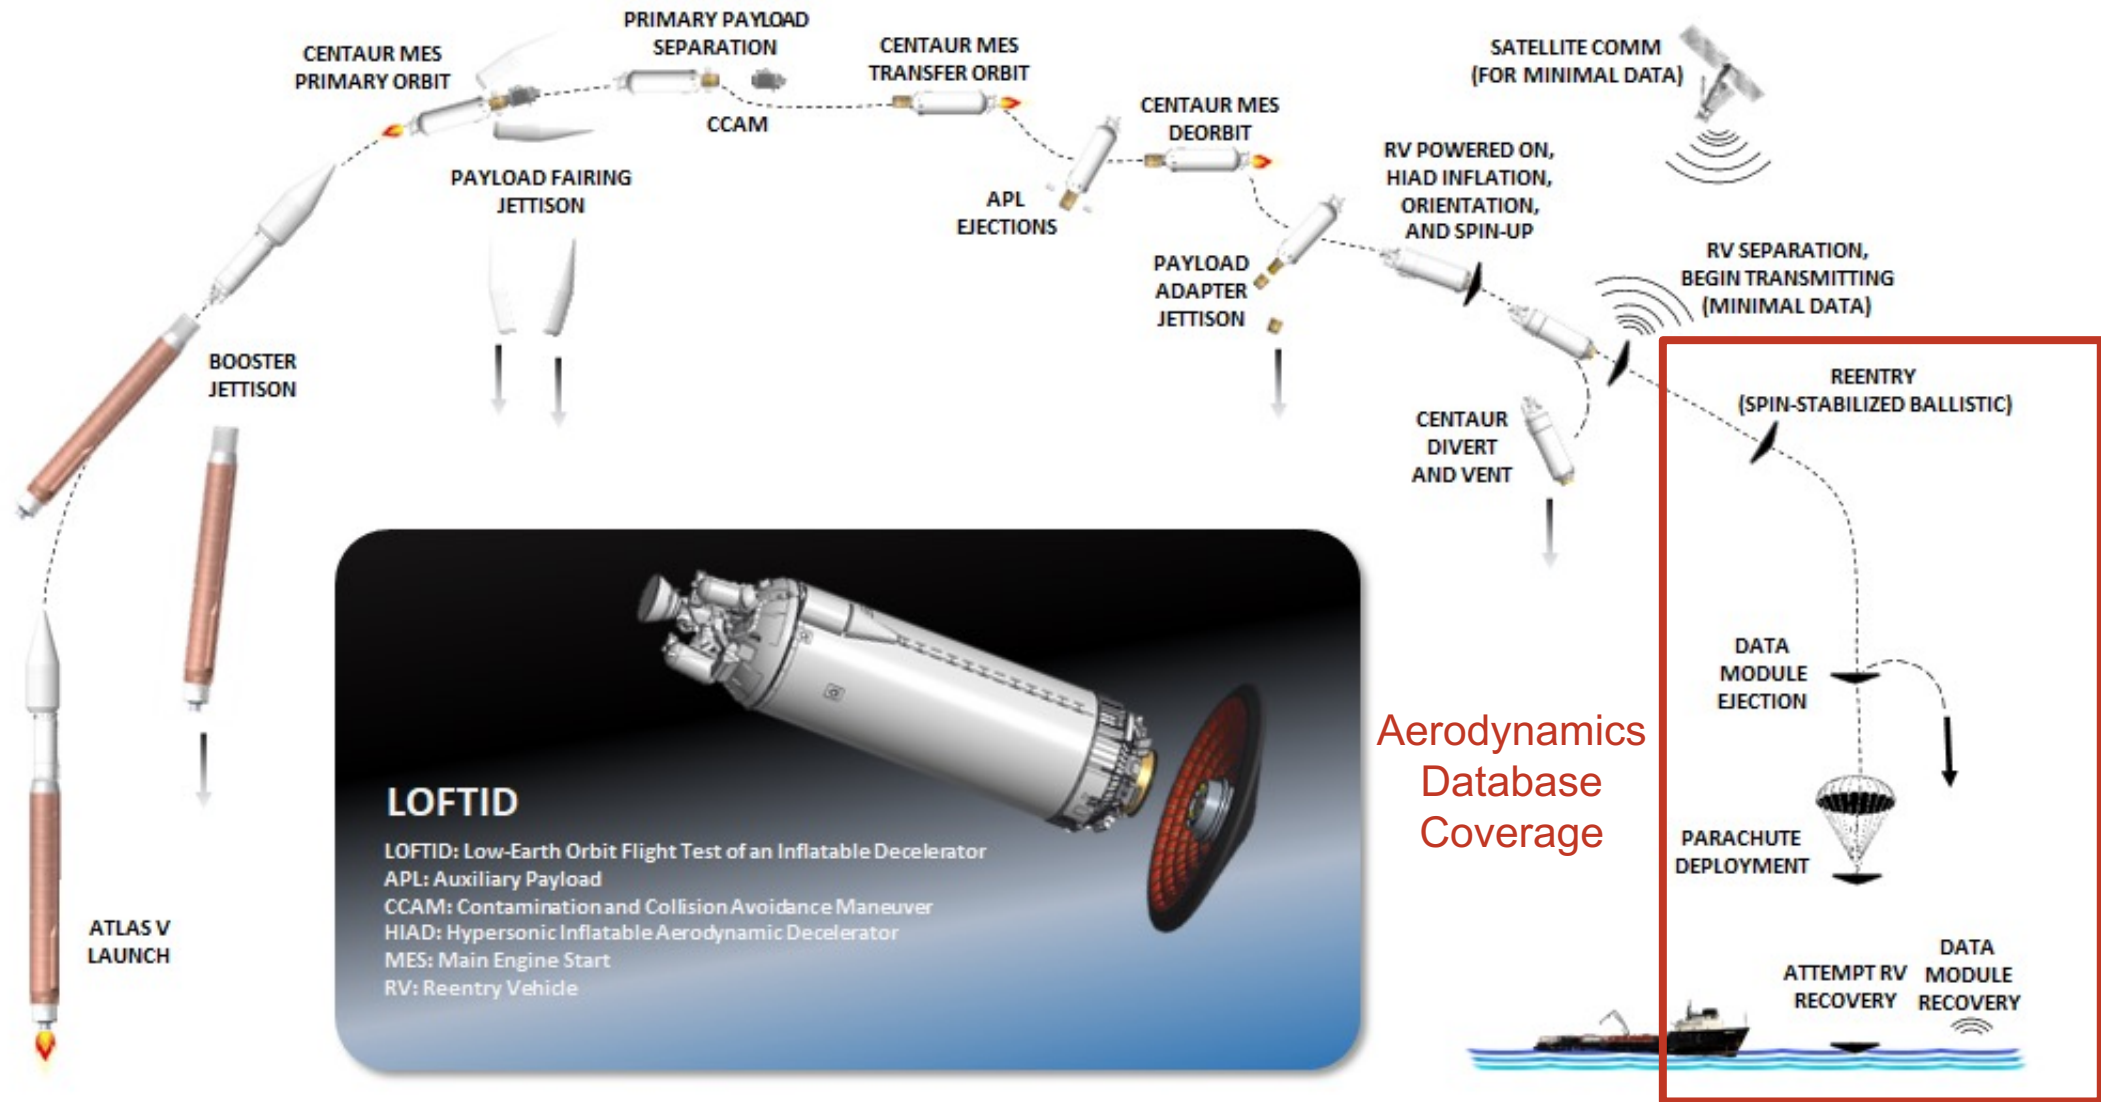 CENTAUR MES
PRIMARY ORBIT
PRIMARY PAYLOAD
SEPARATION
CENTAUR MES
TRANSFER ORBIT
SATELLITE COMM
(FOR MINIMAL DATA)
CCAM
CENTAUR MES
DEORBIT
PAYLOAD FAIRING
JETTISON
APL
EJECTIONS
RV POWERED ON,
HIAD INFLATION,
ORIENTATION,
AND SPIN-UP
PAYLOAD
ADAPTER
JETTISON
RV SEPARATION,
BEGIN TRANSMITTING
(MINIMAL DATA)
BOOSTER
JETTISON
REENTRY
(SPIN-STABILIZED BALLISTIC)
CENTAUR
DIVERT
AND VENT
DATA
MODULE
EJECTION
Aerodynamics
Database
Coverage
PARACHUTE
DEPLOYMENT
LOFTID
LOFTID: Low-Earth Orbit Flight Test of an Inflatable Decelerator
APL: Auxiliary Payload
CCAM: Contamination and Collision Avoidance Maneuver
HIAD: Hypersonic Inflatable Aerodynamic Decelerator
MES: Main Engine Start
RV: Reentry Vehicle
ATLAS V
LAUNCH
ATTEMPT RV
RECOVERY
DATA
MODULE
RECOVERY